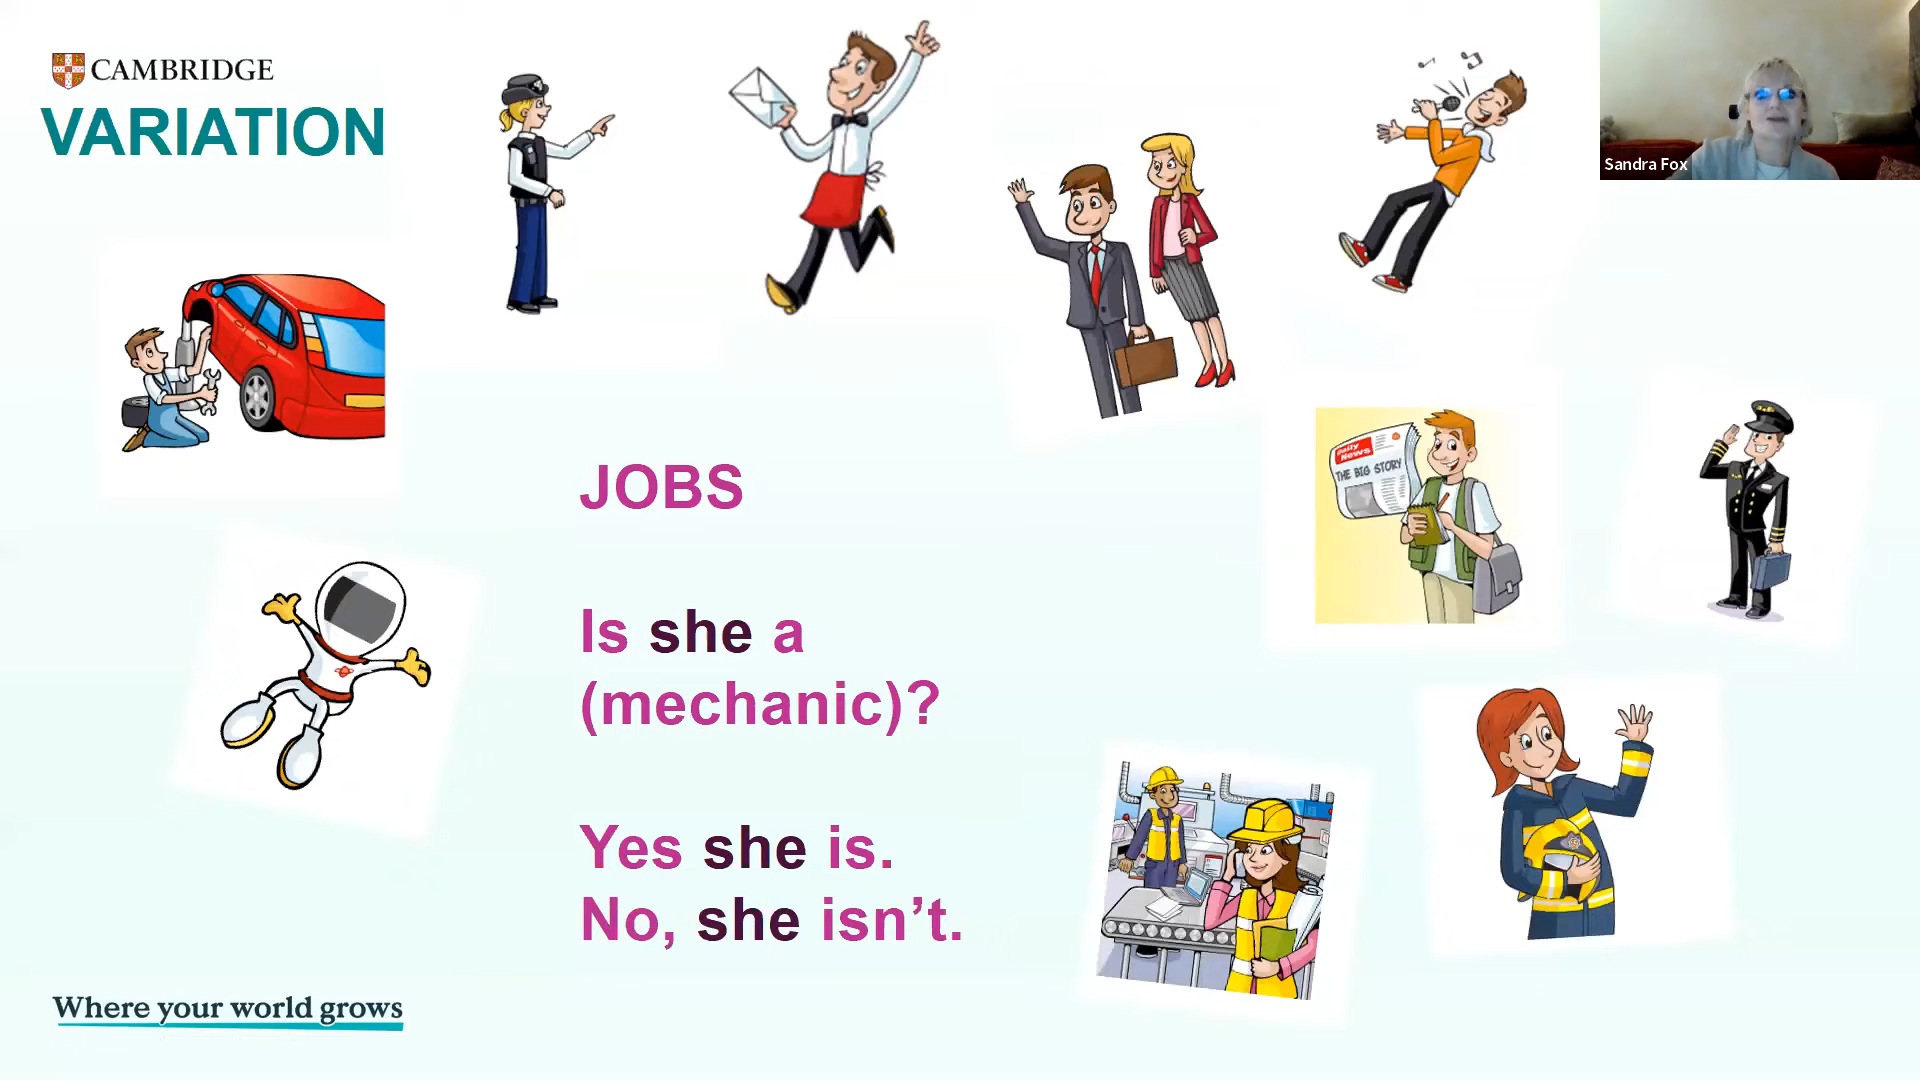 CAMBRIDGE
VARIATION
Sandra Fox
JOBS
Daily
News
THE BIG STORY
Is she a
(mechanic)?
Yes she is.
No, she isn't.
Where your world grows